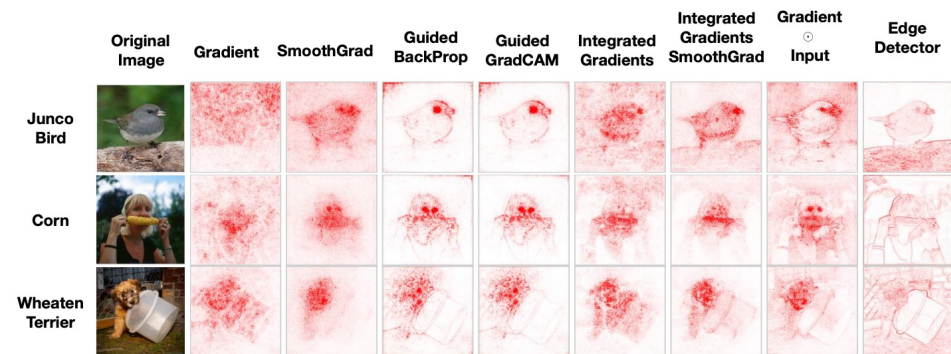 Original
Image
Gradient
SmoothGrad
Guided
BackProp
Guided
GradCAM
Integrated
Gradients
Integrated
Gradients
SmoothGrad
Gradient
⊙
Input
Edge
Detector
Junco
Bird
Corn
Wheaten
Terrier